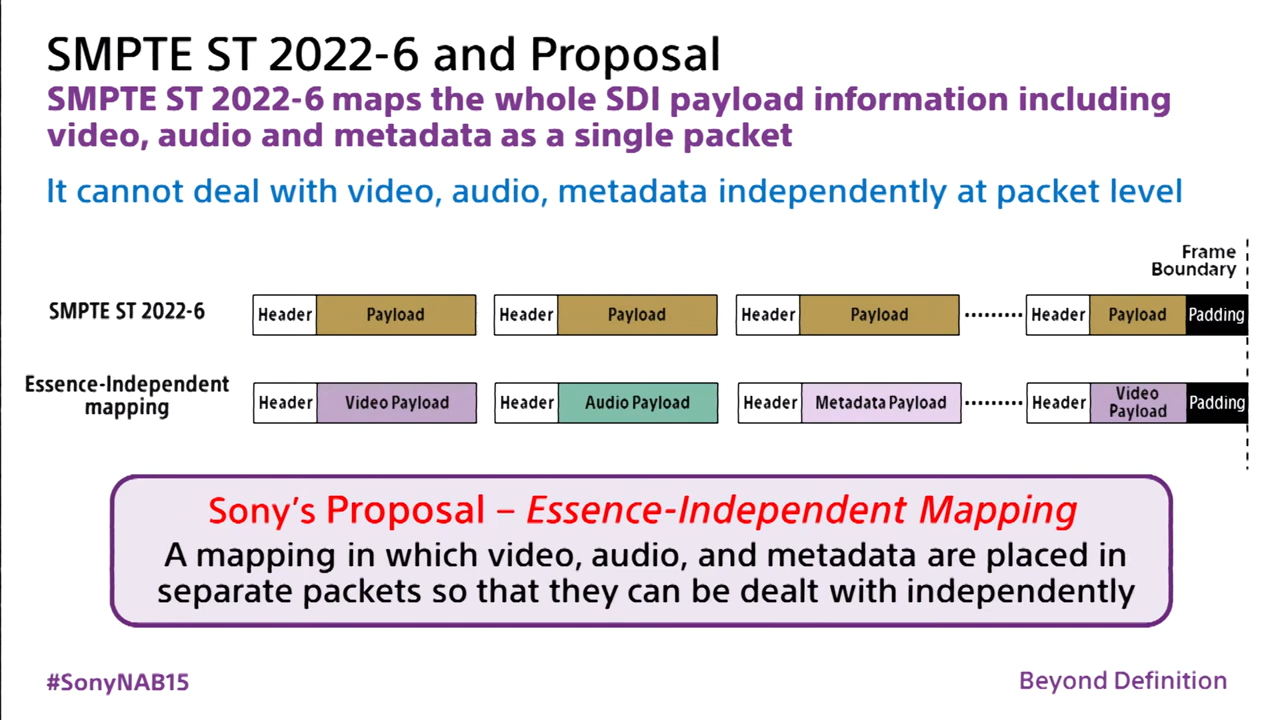 SMPTE ST 2022-6 and Proposal
SMPTE ST 2022-6 maps the whole SDI payload information including
video, audio and metadata as a single packet
It cannot deal with video, audio, metadata independently at packet level
Frame
Boundary
SMPTE ST 2022-6
Header Payload Header Payload Header Payload Header Payload Padding
Essence-Independent
mapping
Header Video Payload Header Audio Payload Header Metadata Payload Header Video Payload Padding
Sony's Proposal – Essence-Independent Mapping
A mapping in which video, audio, and metadata are placed in
separate packets so that they can be dealt with independently
#SonyNAB15
Beyond Definition